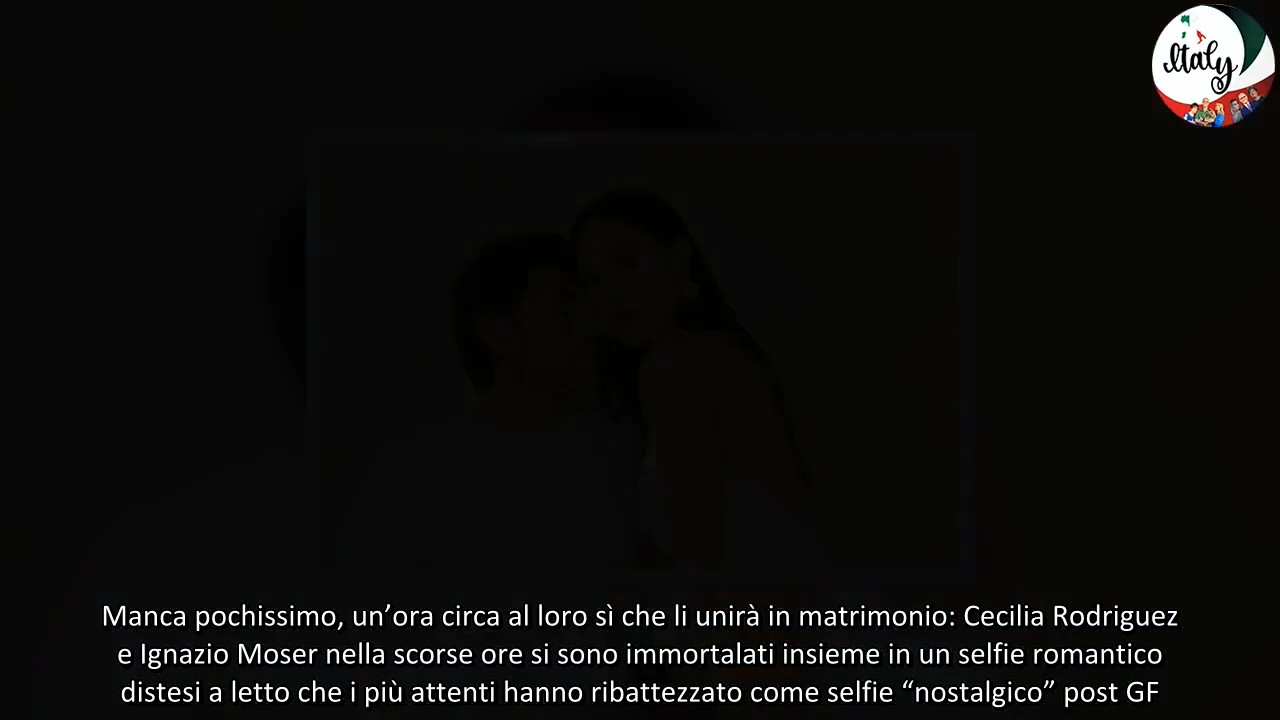 Italy
Manca pochissimo, un’ora circa al loro sì che li unirà in matrimonio: Cecilia Rodriguez
e Ignazio Moser nella scorse ore si sono immortalati insieme in un selfie romantico
distesi a letto che i più attenti hanno ribattezzato come selfie “nostalgico” post GF